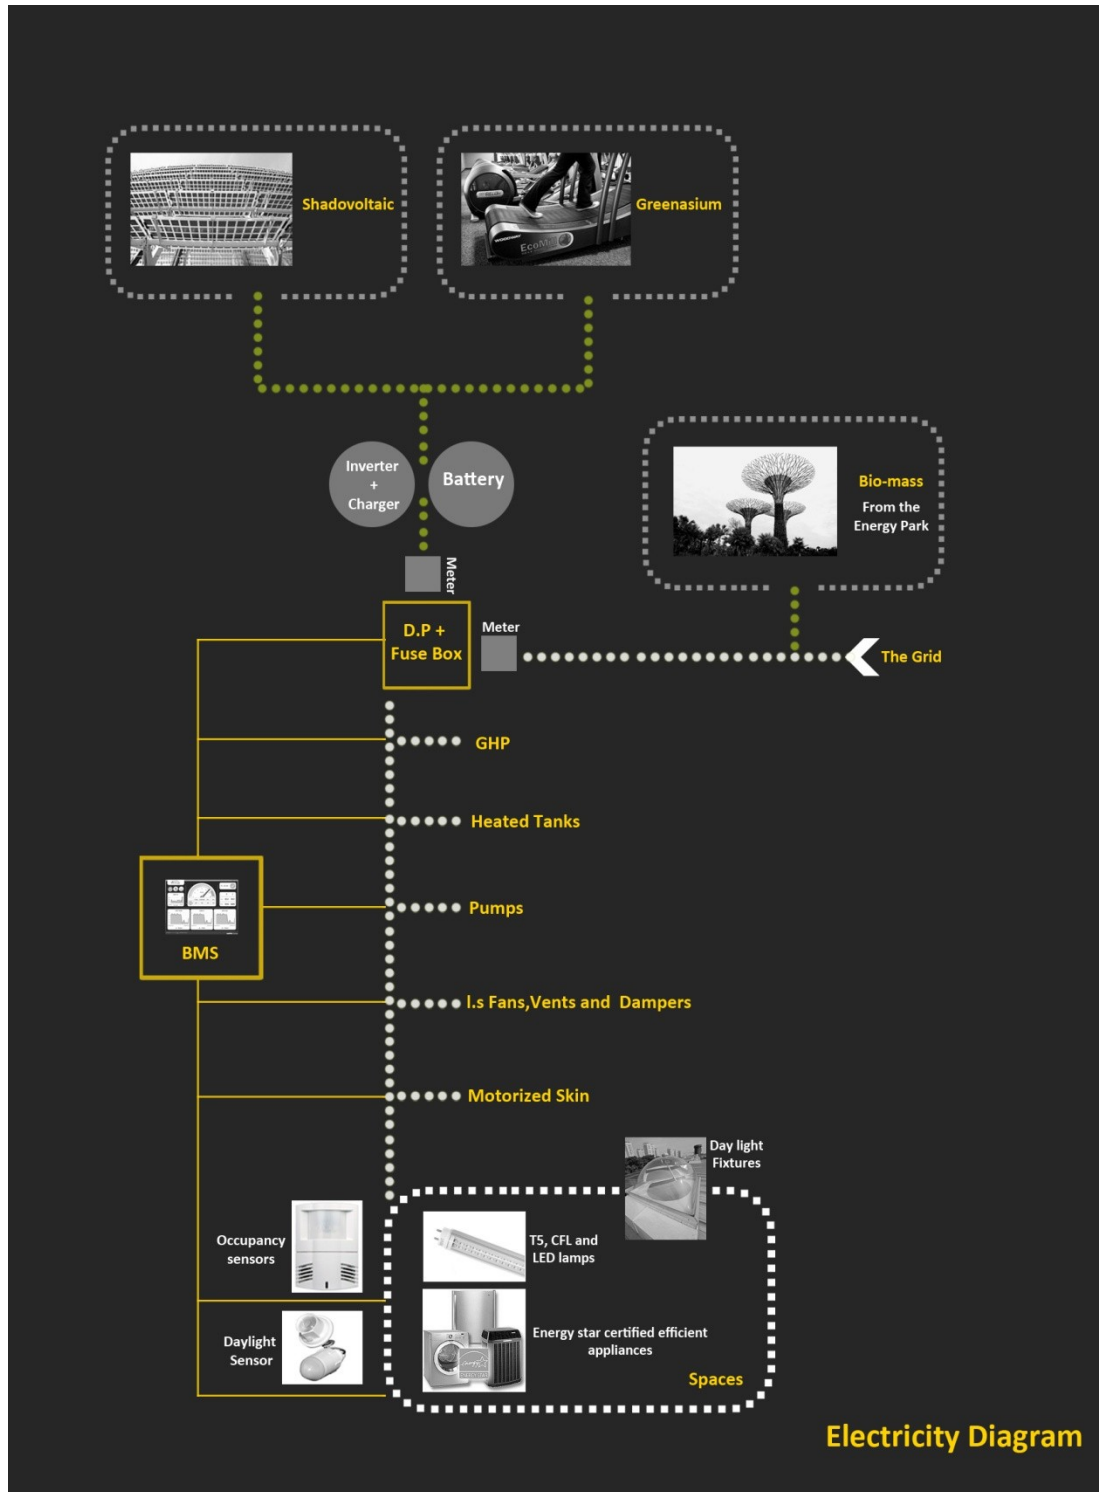 Shadovoltaic
Greenasium
EcoMill
Inverter
+
Charger
Battery
Bio-mass
From the
Energy Park
Meter
D.P +
Fuse Box
Meter
The Grid
GHP
Heated Tanks
Pumps
BMS
I.s Fans,Vents and Dampers
Motorized Skin
Day light
Fixtures
Occupancy
sensors
T5, CFL and
LED lamps
Daylight
Sensor
Energy star certified efficient
appliances
Spaces
Electricity Diagram